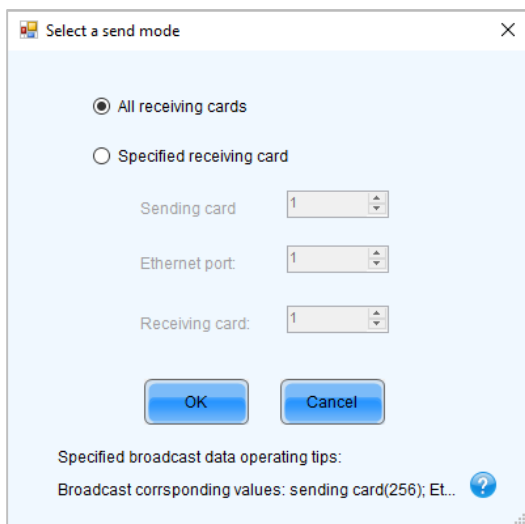 Select a send mode
All receiving cards
Specified receiving card
Sending card 1
Ethernet port: 1
Receiving card: 1
OK Cancel
Specified broadcast data operating tips:
Broadcast corrsponding values: sending card(256); Et...
?